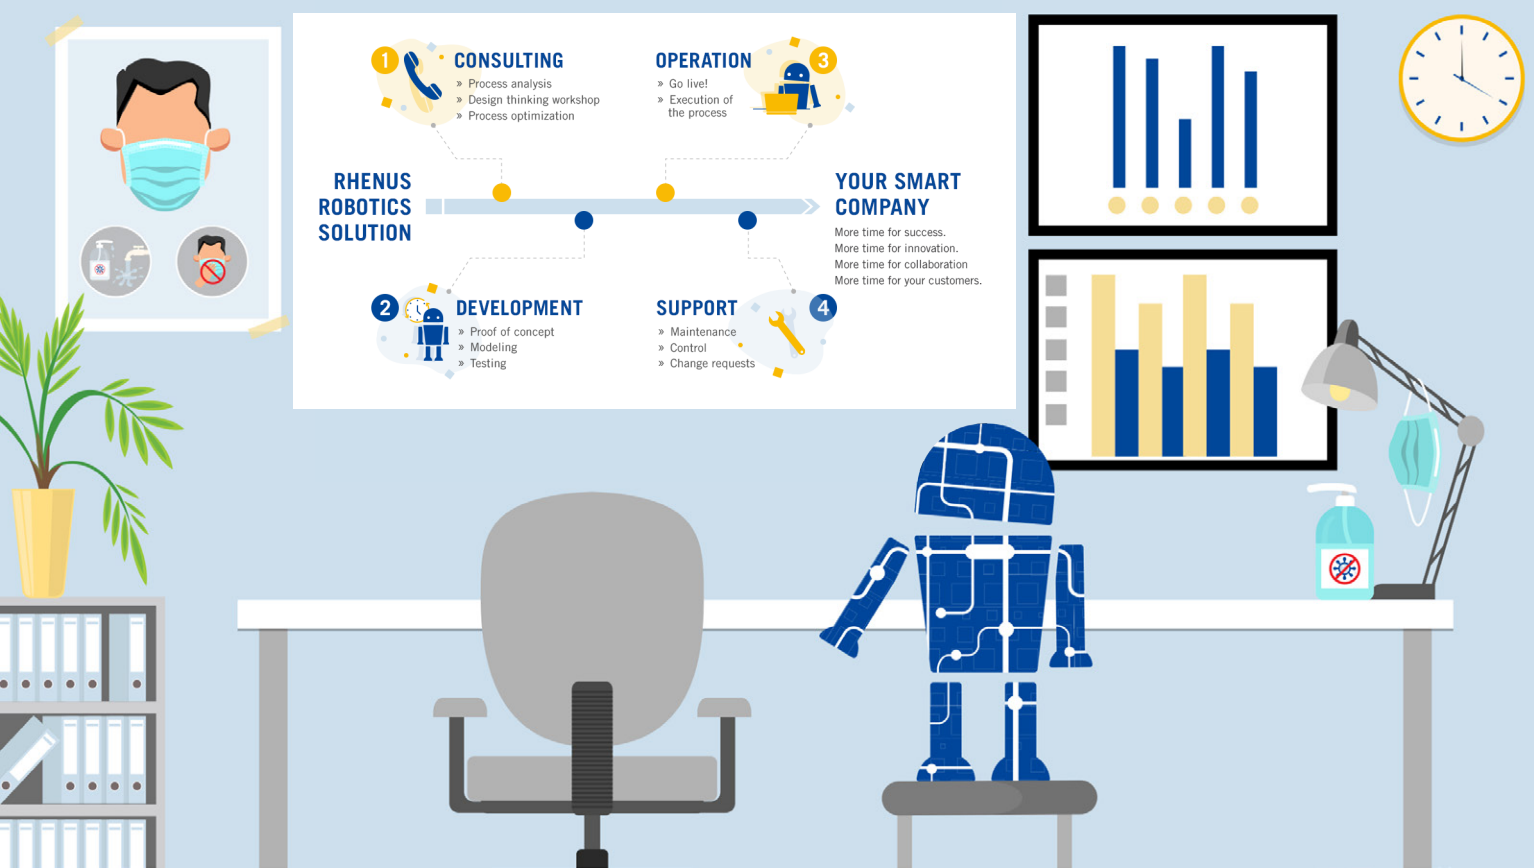 1 CONSULTING
» Process analysis
» Design thinking workshop
» Process optimization
OPERATION 3
» Go live!
» Execution of
the process
RHENUS
ROBOTICS
SOLUTION
YOUR SMART
COMPANY
More time for success.
More time for innovation.
More time for collaboration
More time for your customers.
2 DEVELOPMENT
» Proof of concept
» Modeling
» Testing
SUPPORT 4
» Maintenance
» Control
» Change requests